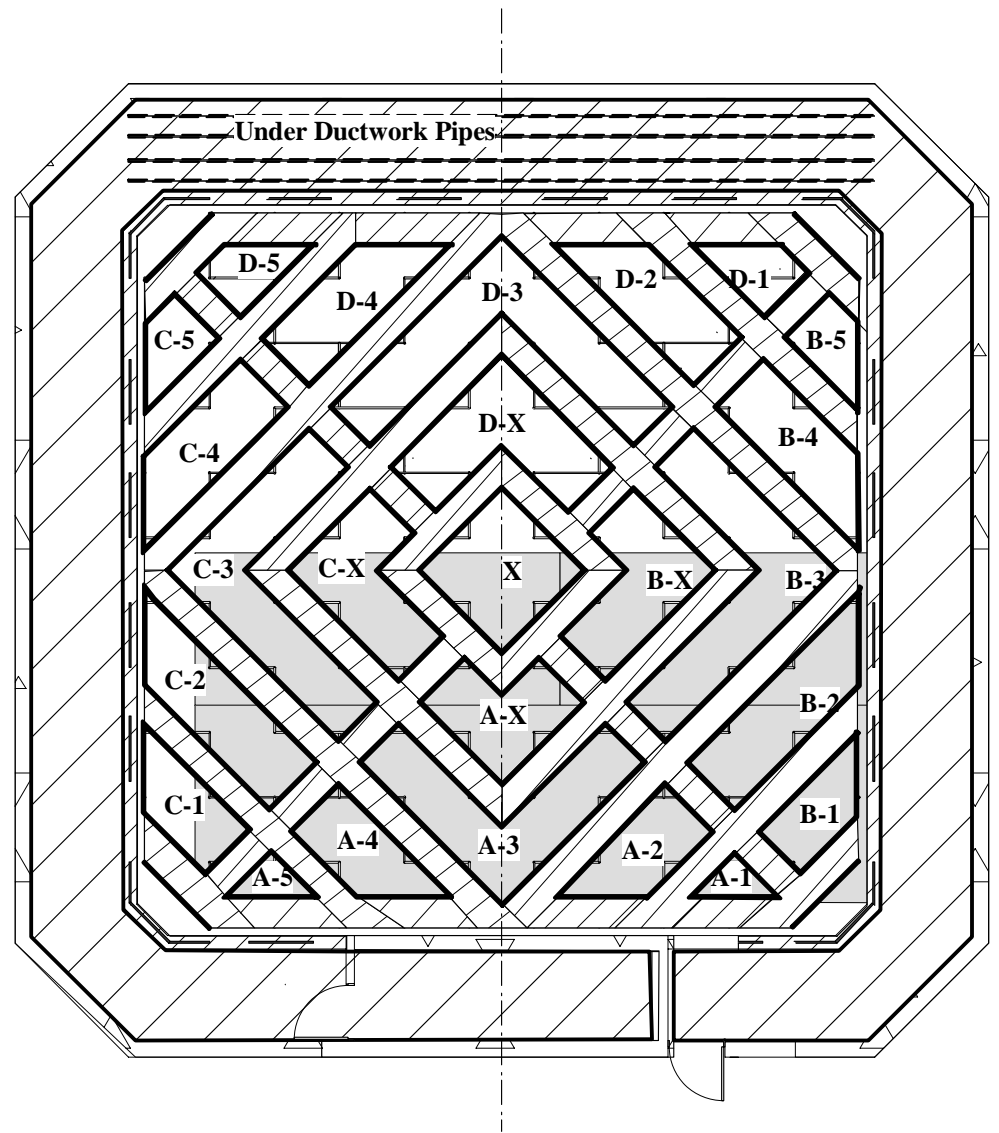 Under Ductwork Pipes
D-5
D-1
D-4
D-3
D-2
C-5
B-5
D-X
C-4
B-4
C-3
C-X
X
B-X
B-3
C-2
A-X
B-2
C-1
B-1
A-4
A-3
A-2
A-5
A-1